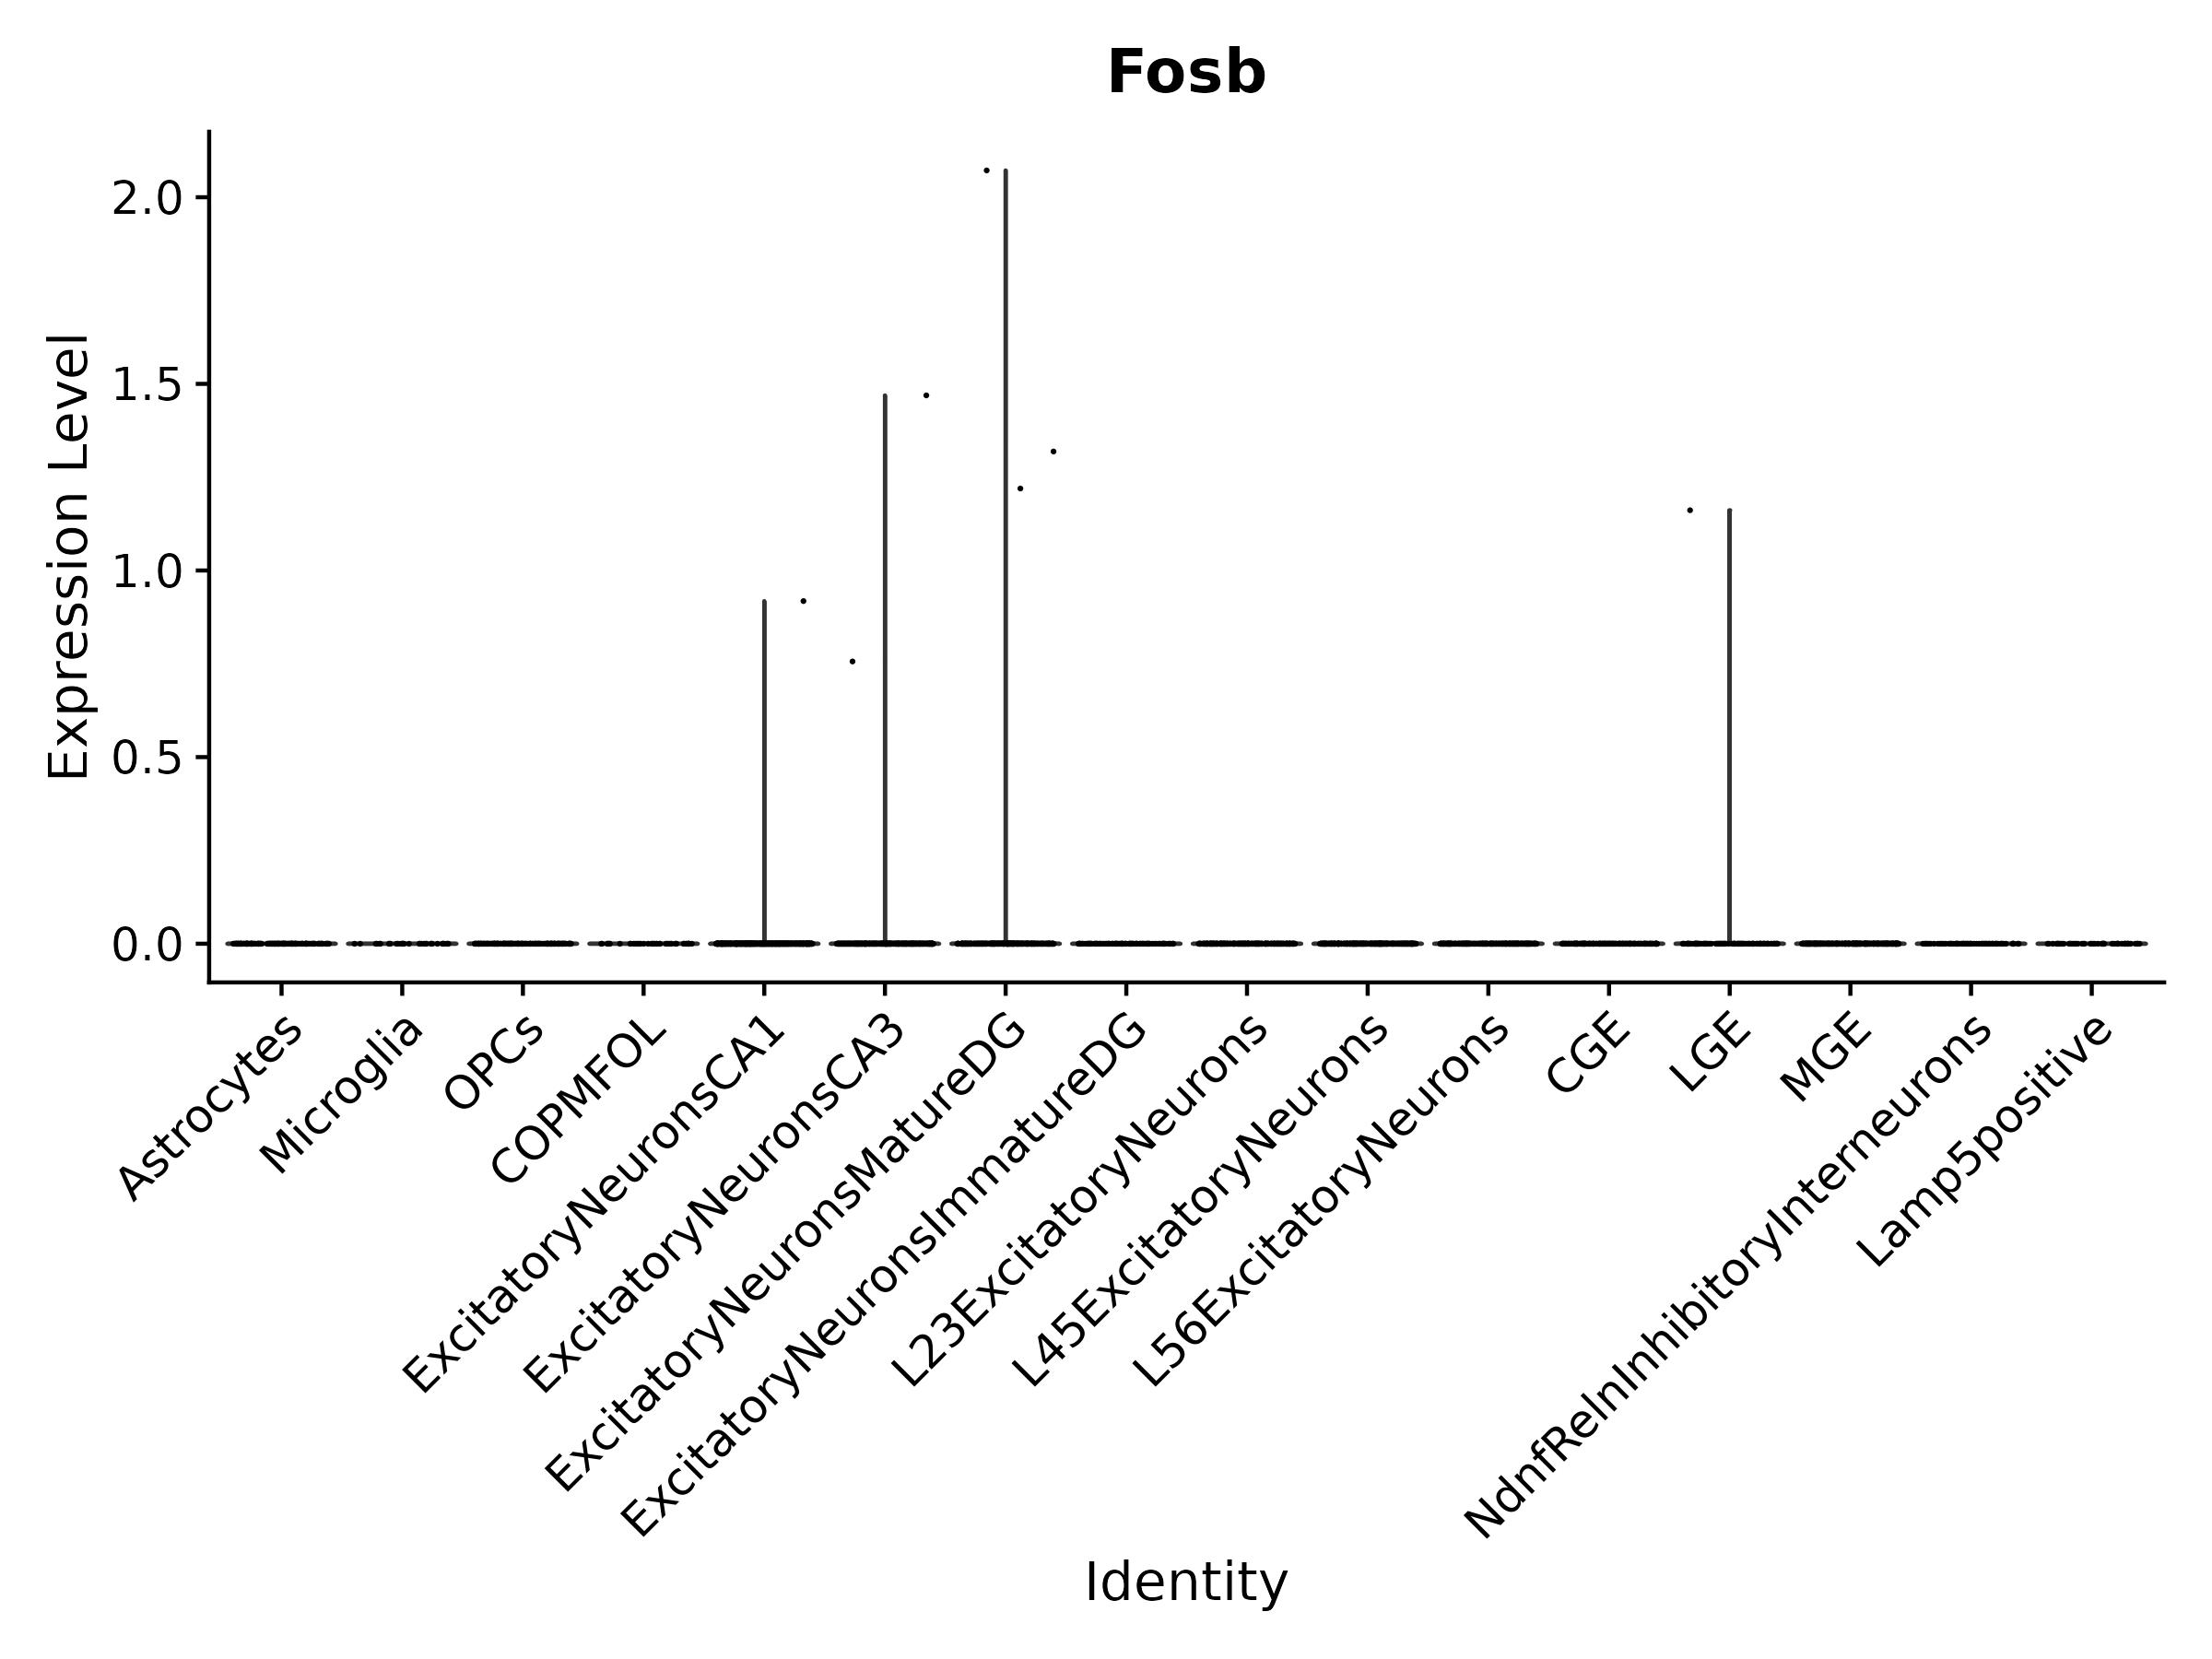 Fosb
Expression Level
2.0
1.5
1.0
0.5
0.0
Astrocytes
Microglia
OPCs
COPMFOL
ExcitatoryNeuronsCA1
ExcitatoryNeuronsCA3
ExcitatoryNeuronsMatureDG
ExcitatoryNeuronsImmatureDG
L23ExcitatoryNeurons
L45ExcitatoryNeurons
L56ExcitatoryNeurons
CGE
LGE
MGE
NdnfRelnInhibitoryInterneurons
Lamp5positive
Identity